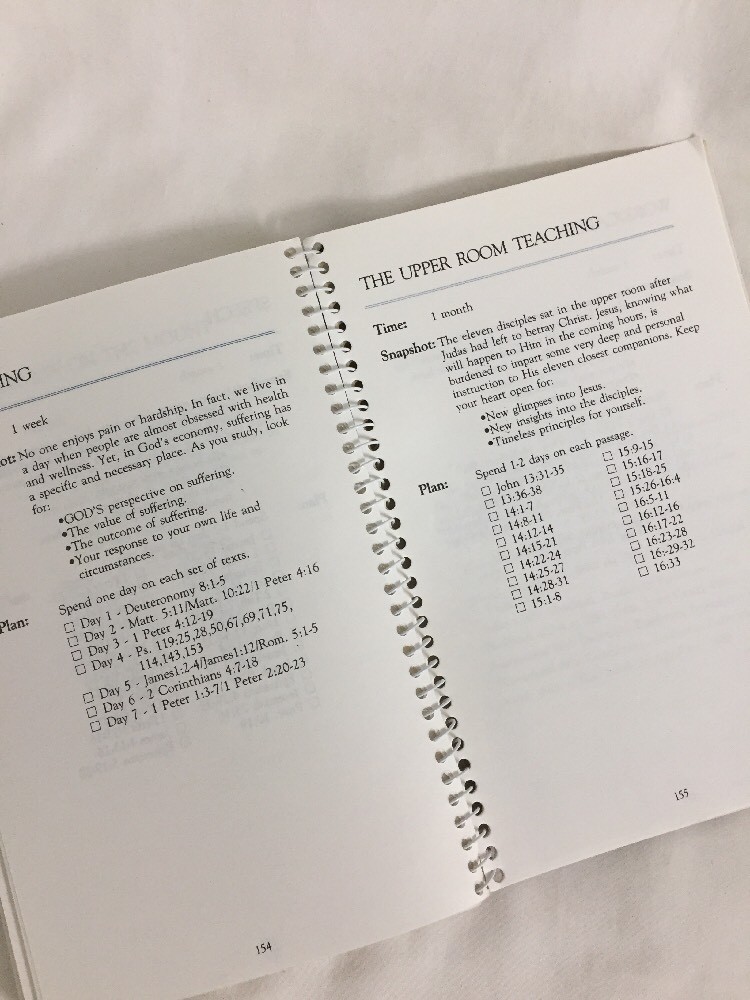 ING
1 week
ot: No one enjoys pain or hardship. In fact, we live in
a day when people are almost obsessed with health
and wellness. Yet, in God's economy, suffering has
a specific and necessary place. As you study, look
for:
•GOD'S perspective on suffering.
•The value of suffering.
•The outcome of suffering.
•Your response to your own life and
circumstances.
Plan: Spend one day on each set of texts.
☐ Day 1 - Deuteronomy 8:1-5
☐ Day 2 - Matt. 5:11/Matt. 10:22/1 Peter 4:16
☐ Day 3 - 1 Peter 4:12-19
☐ Day 4 - Ps. 119:25,28,50,67,69,71,75,
114,143,153
☐ Day 5 - James1:2-4/James1:12/Rom. 5:1-5
☐ Day 6 - 2 Corinthians 4:7-18
☐ Day 7 - 1 Peter 1:3-7/1 Peter 2:20-23
154
THE UPPER ROOM TEACHING
Time: 1 month
Snapshot: The eleven disciples sat in the upper room after
Judas had left to betray Christ. Jesus, knowing what
will happen to Him in the coming hours, is
burdened to impart some very deep and personal
instruction to His eleven closest companions. Keep
your heart open for:
•New glimpses into Jesus.
•New insights into the disciples.
•Timeless principles for yourself.
Plan: Spend 1-2 days on each passage.
☐ John 13:31-35
☐ 13:36-38
☐ 14:1-7
☐ 14:8-11
☐ 14:12-14
☐ 14:15-21
☐ 14:22-24
☐ 14:25-27
☐ 14:28-31
☐ 15:1-8
☐ 15:9-15
☐ 15:16-17
☐ 15:18-25
☐ 15:26-16:4
☐ 16:5-11
☐ 16:12-16
☐ 16:17-22
☐ 16:23-28
☐ 16:-29-32
☐ 16:33
155